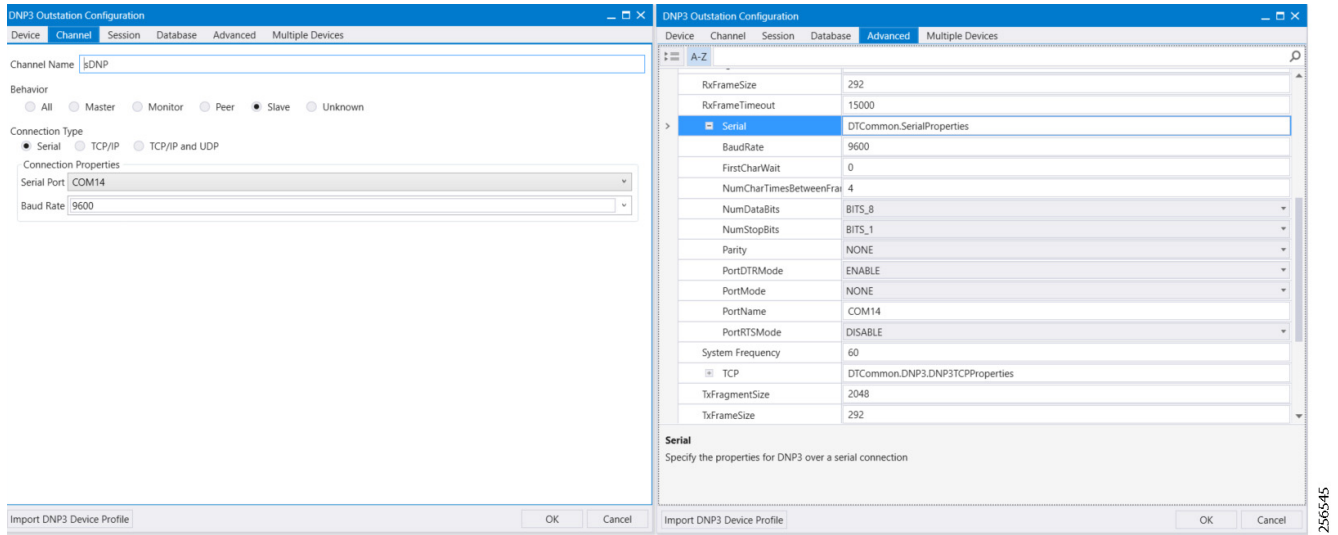 DNP3 Outstation Configuration
Device Channel Session Database Advanced Multiple Devices
Channel Name sDNP
Behavior
All Master Monitor Peer Slave Unknown
Connection Type
Serial TCP/IP TCP/IP and UDP
Connection Properties
Serial Port COM14
Baud Rate 9600
Import DNP3 Device Profile OK Cancel
DNP3 Outstation Configuration
Device Channel Session Database Advanced Multiple Devices
A-Z
RxFrameSize 292
RxFrameTimeout 15000
Serial DTCommon.SerialProperties
BaudRate 9600
FirstCharWait 0
NumCharTimesBetweenFra 4
NumDataBits BITS_8
NumStopBits BITS_1
Parity NONE
PortDTRMode ENABLE
PortMode NONE
PortName COM14
PortRTSMode DISABLE
System Frequency 60
TCP DTCommon.DNP3.DNP3TCPProperties
TxFragmentSize 2048
TxFrameSize 292
Serial
Specify the properties for DNP3 over a serial connection
Import DNP3 Device Profile OK Cancel
256545